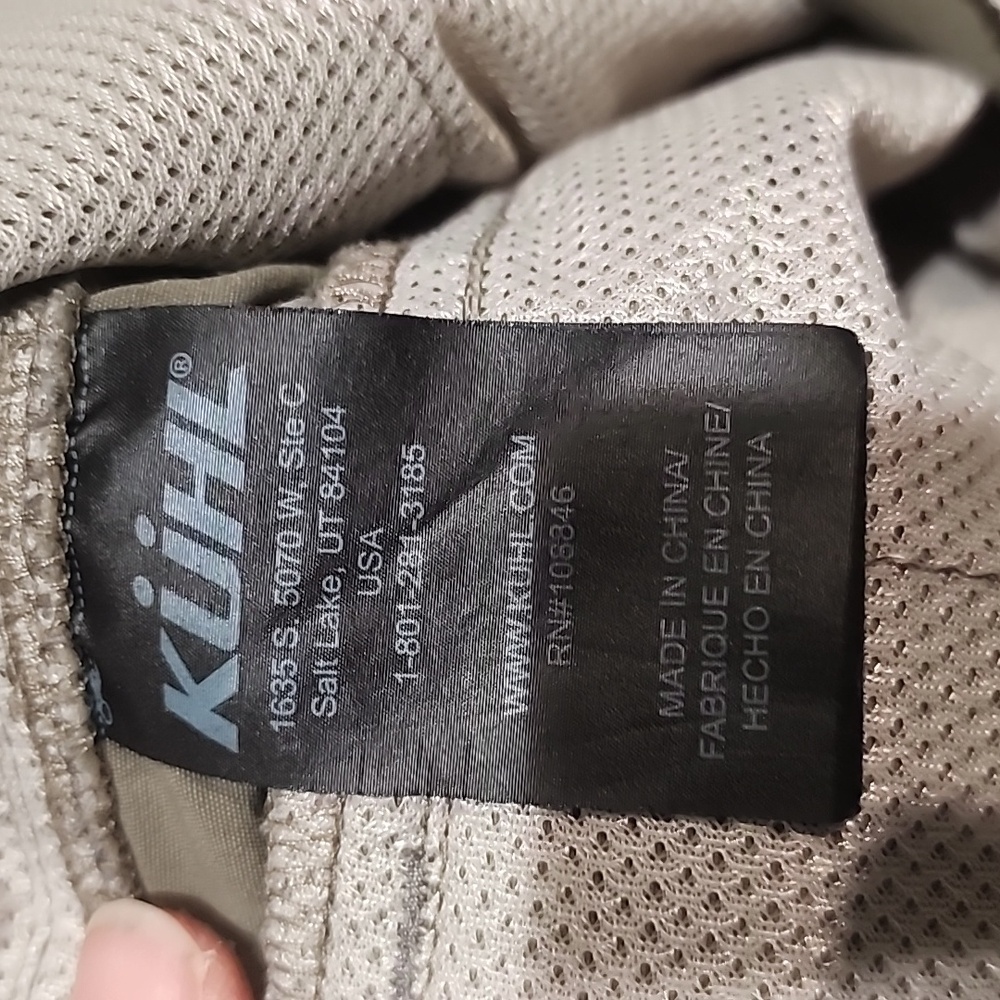 KÜHL®
1635 S 5070 W, Ste C
Salt Lake, UT 84104
USA
1-801-281-3185
WWW.KUHL.COM
RN#108846
MADE IN CHINA/
FABRIQUE EN CHINE/
HECHO EN CHINA